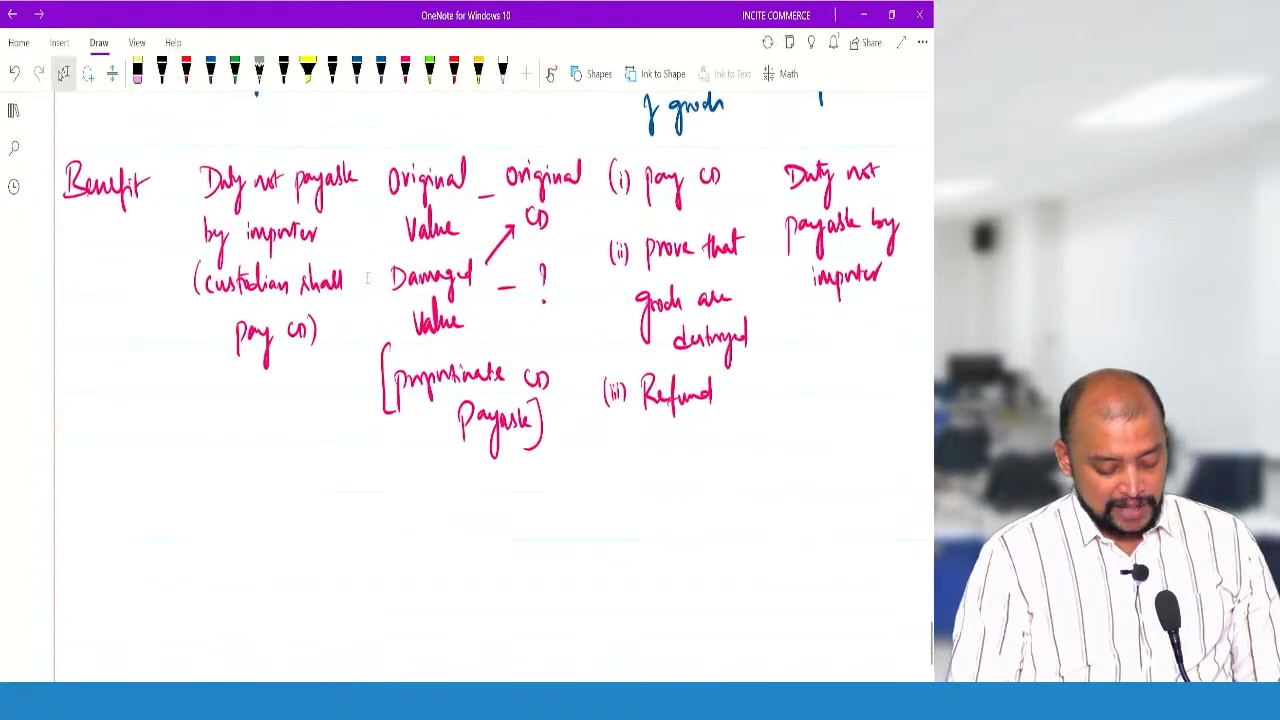 OneNote for Windows 10
INCITE COMMERCE
Home Insert Draw View Help
Share
Shapes
Ink to Shape
Ink to Text
Math
of goods
Benefit
Duty not payable
by importer
(custodian shall
pay CD)
Original
Value
–
Original
CD
Damaged
Value
– ?
[proportinate CD
Payable]
(i) pay CD
(ii) prove that
goods are
destroyed
(iii) Refund
Duty not
payable by
importer